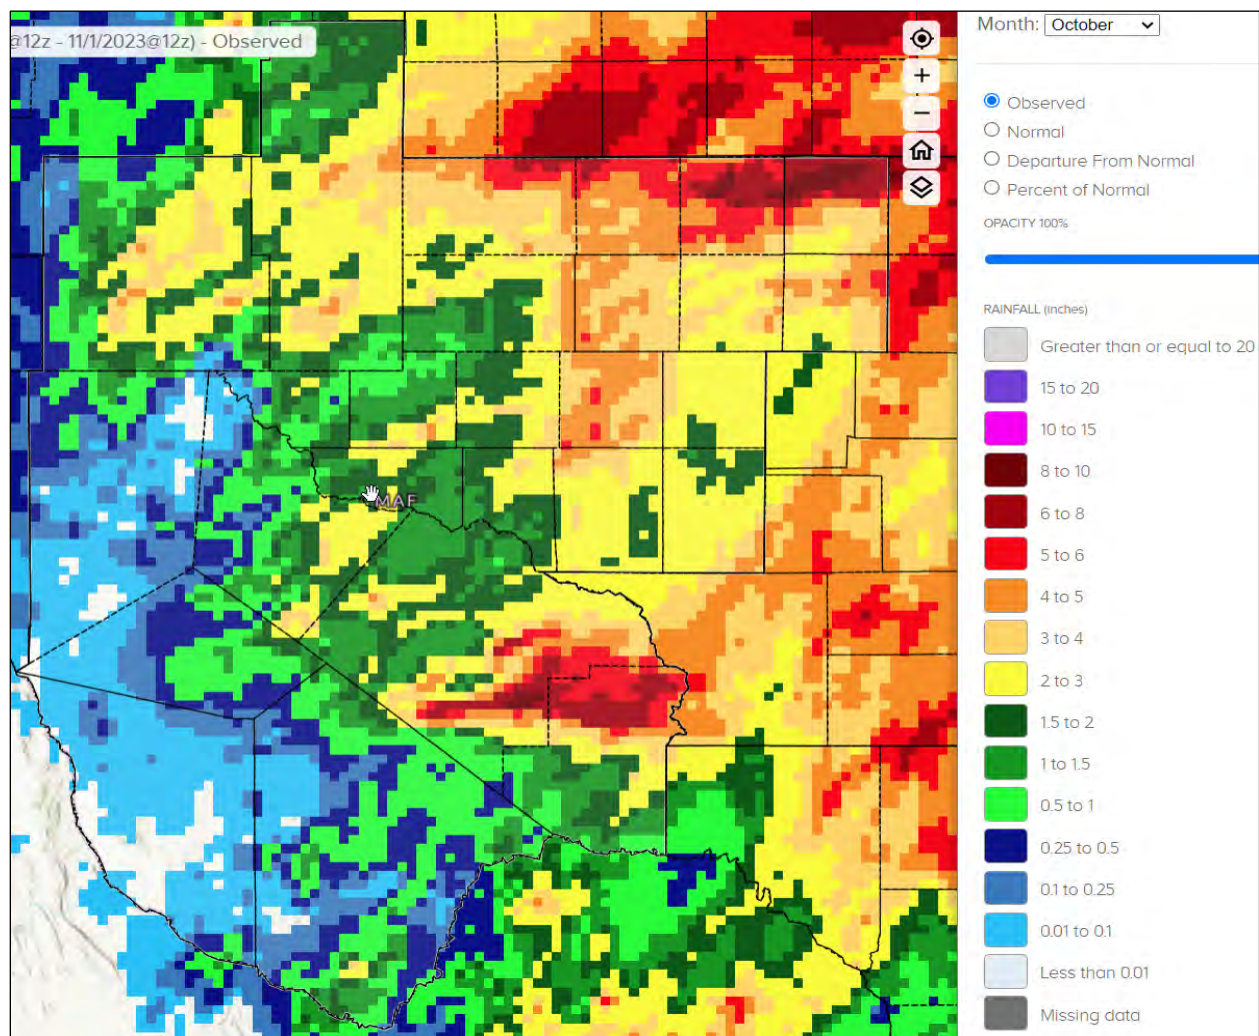 @12z - 11/1/2023@12z) - Observed
MAF
Month: October
Observed
Normal
Departure From Normal
Percent of Normal
OPACITY 100%
RAINFALL (inches)
Greater than or equal to 20
15 to 20
10 to 15
8 to 10
6 to 8
5 to 6
4 to 5
3 to 4
2 to 3
1.5 to 2
1 to 1.5
0.5 to 1
0.25 to 0.5
0.1 to 0.25
0.01 to 0.1
Less than 0.01
Missing data